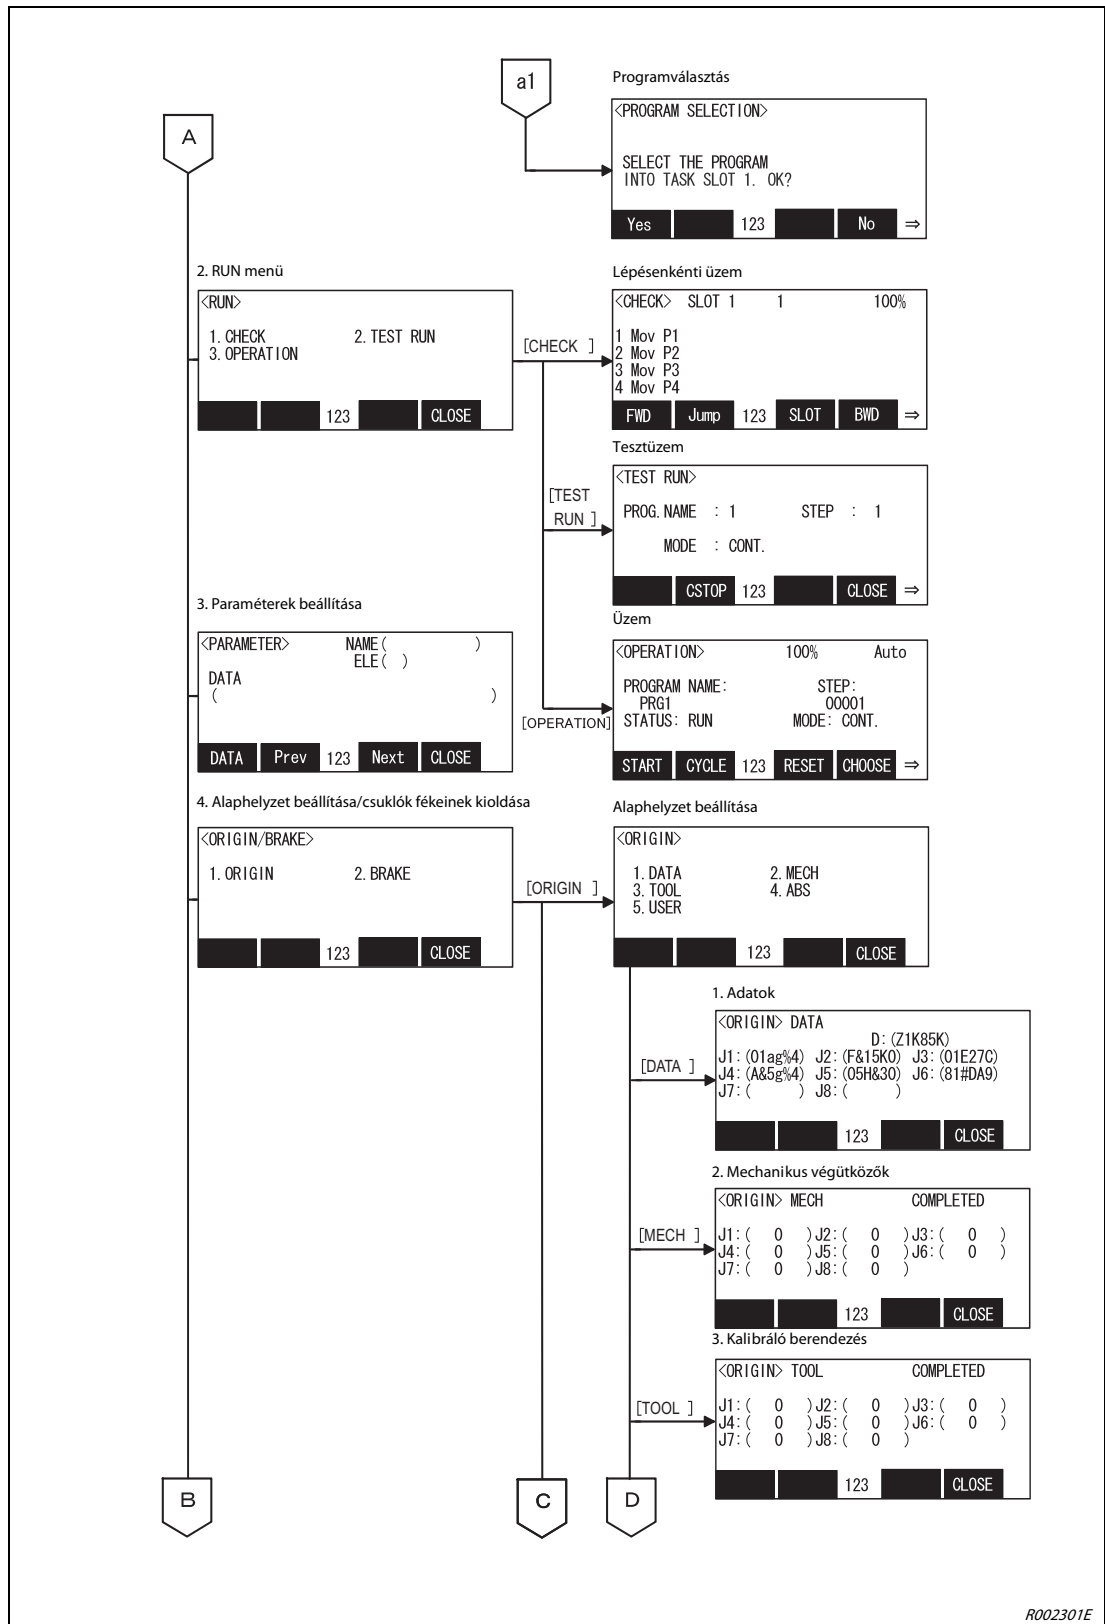 a1
Programválasztás
<PROGRAM SELECTION>
SELECT THE PROGRAM
INTO TASK SLOT 1. OK?
Yes 123 No ⇒
A
2. RUN menü
<RUN>
1. CHECK 2. TEST RUN
3. OPERATION
123 CLOSE
[CHECK ]
Lépésenkénti üzem
<CHECK> SLOT 1 1 100%
1 Mov P1
2 Mov P2
3 Mov P3
4 Mov P4
FWD Jump 123 SLOT BWD ⇒
[TEST
RUN ]
Tesztüzem
<TEST RUN>
PROG. NAME : 1 STEP : 1
MODE : CONT.
CSTOP 123 CLOSE ⇒
3. Paraméterek beállítása
<PARAMETER> NAME( )
ELE( )
DATA
( )
DATA Prev 123 Next CLOSE
[OPERATION]
Üzem
<OPERATION> 100% Auto
PROGRAM NAME: STEP:
PRG1 00001
STATUS: RUN MODE: CONT.
START CYCLE 123 RESET CHOOSE ⇒
4. Alaphelyzet beállítása/csuklók fékeinek kioldása
<ORIGIN/BRAKE>
1. ORIGIN 2. BRAKE
123 CLOSE
[ORIGIN ]
Alaphelyzet beállítása
<ORIGIN>
1. DATA 2. MECH
3. TOOL 4. ABS
5. USER
123 CLOSE
[DATA ]
1. Adatok
<ORIGIN> DATA
D: (Z1K85K)
J1: (01ag%4) J2: (F&15K0) J3: (01E27C)
J4: (A&5g%4) J5: (05H&30) J6: (81#DA9)
J7: ( ) J8: ( )
123 CLOSE
[MECH ]
2. Mechanikus végütközők
<ORIGIN> MECH COMPLETED
J1: ( 0 ) J2: ( 0 ) J3: ( 0 )
J4: ( 0 ) J5: ( 0 ) J6: ( 0 )
J7: ( 0 ) J8: ( 0 )
123 CLOSE
[TOOL ]
3. Kalibráló berendezés
<ORIGIN> TOOL COMPLETED
J1: ( 0 ) J2: ( 0 ) J3: ( 0 )
J4: ( 0 ) J5: ( 0 ) J6: ( 0 )
J7: ( 0 ) J8: ( 0 )
123 CLOSE
B
C
D
R002301E